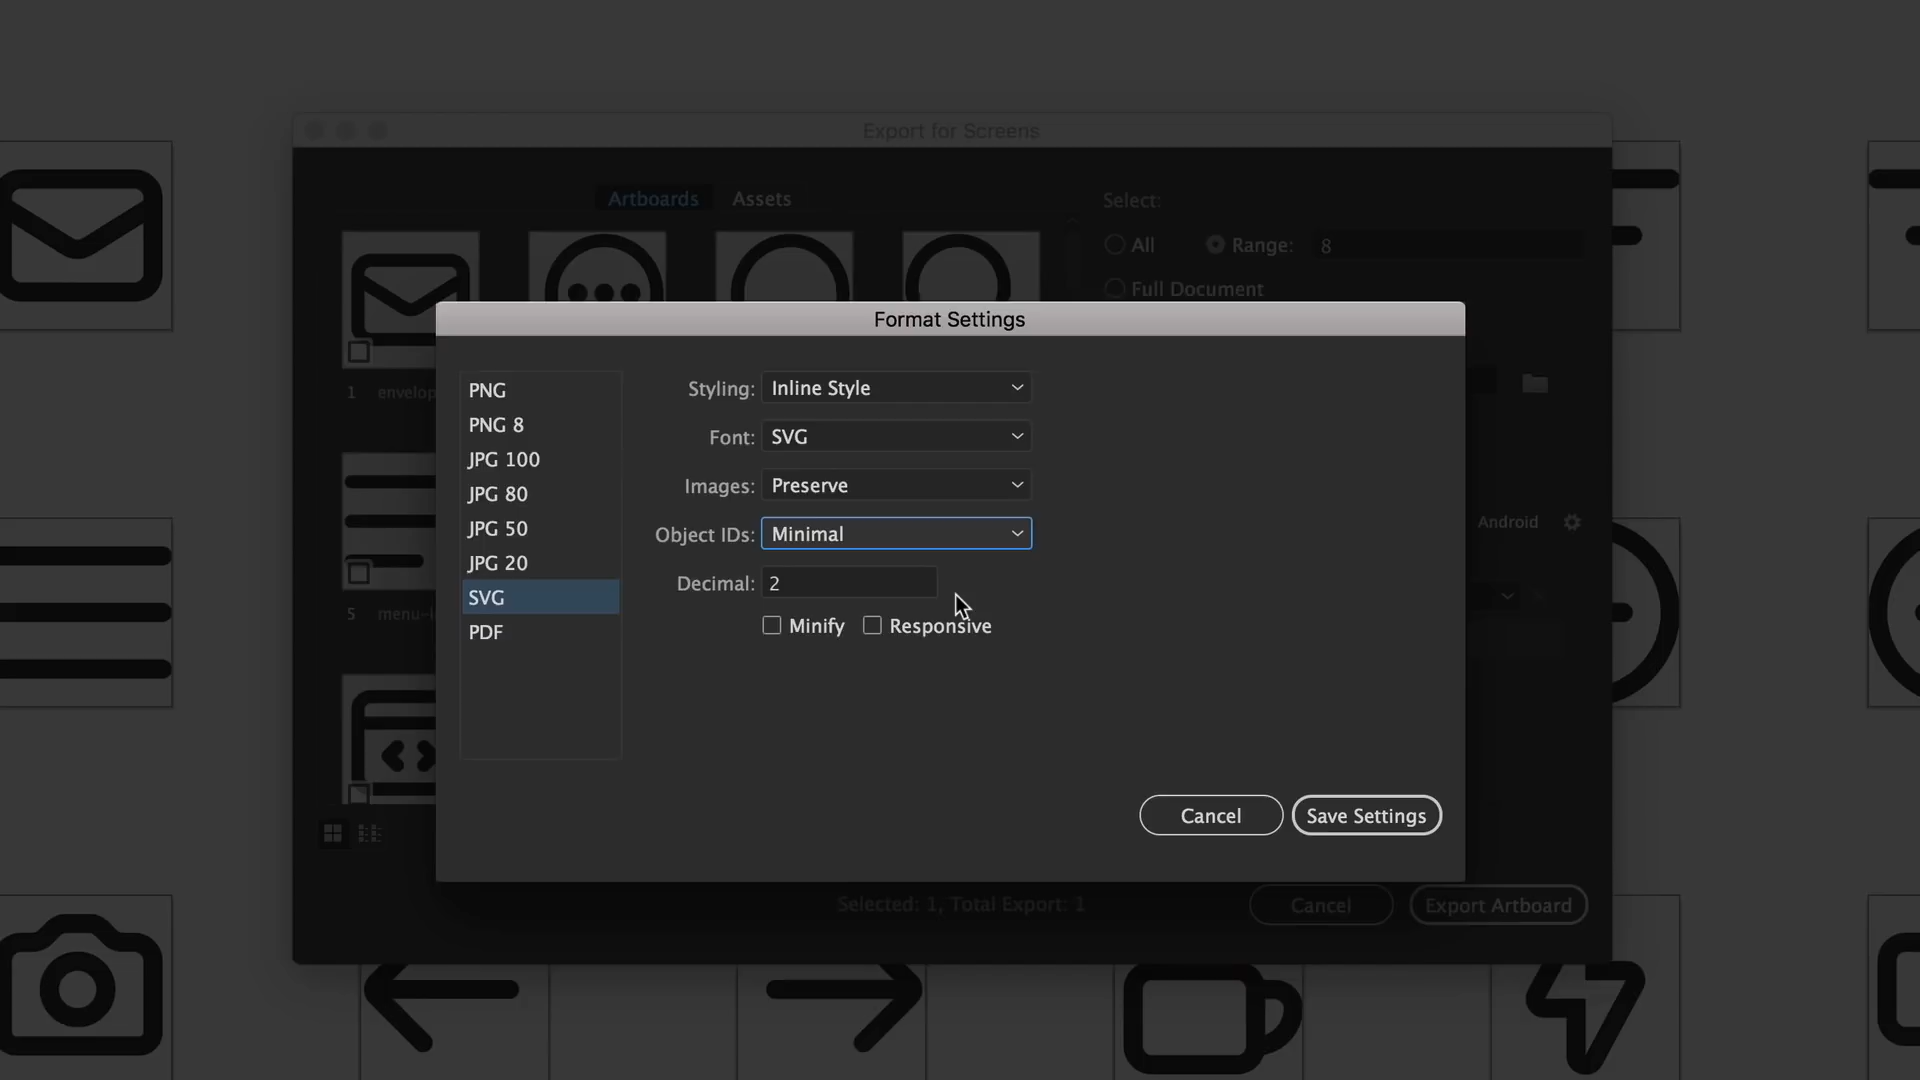 Export for Screens
Artboards
Assets
Select:
All
Range:
8
Full Document
Format Settings
PNG
PNG 8
JPG 100
JPG 80
JPG 50
JPG 20
SVG
PDF
Styling: Inline Style
Font: SVG
Images: Preserve
Object IDs: Minimal
Decimal: 2
Minify
Responsive
Cancel
Save Settings
1
5
Android
Selected: 1, Total Export: 1
Cancel
Export Artboard